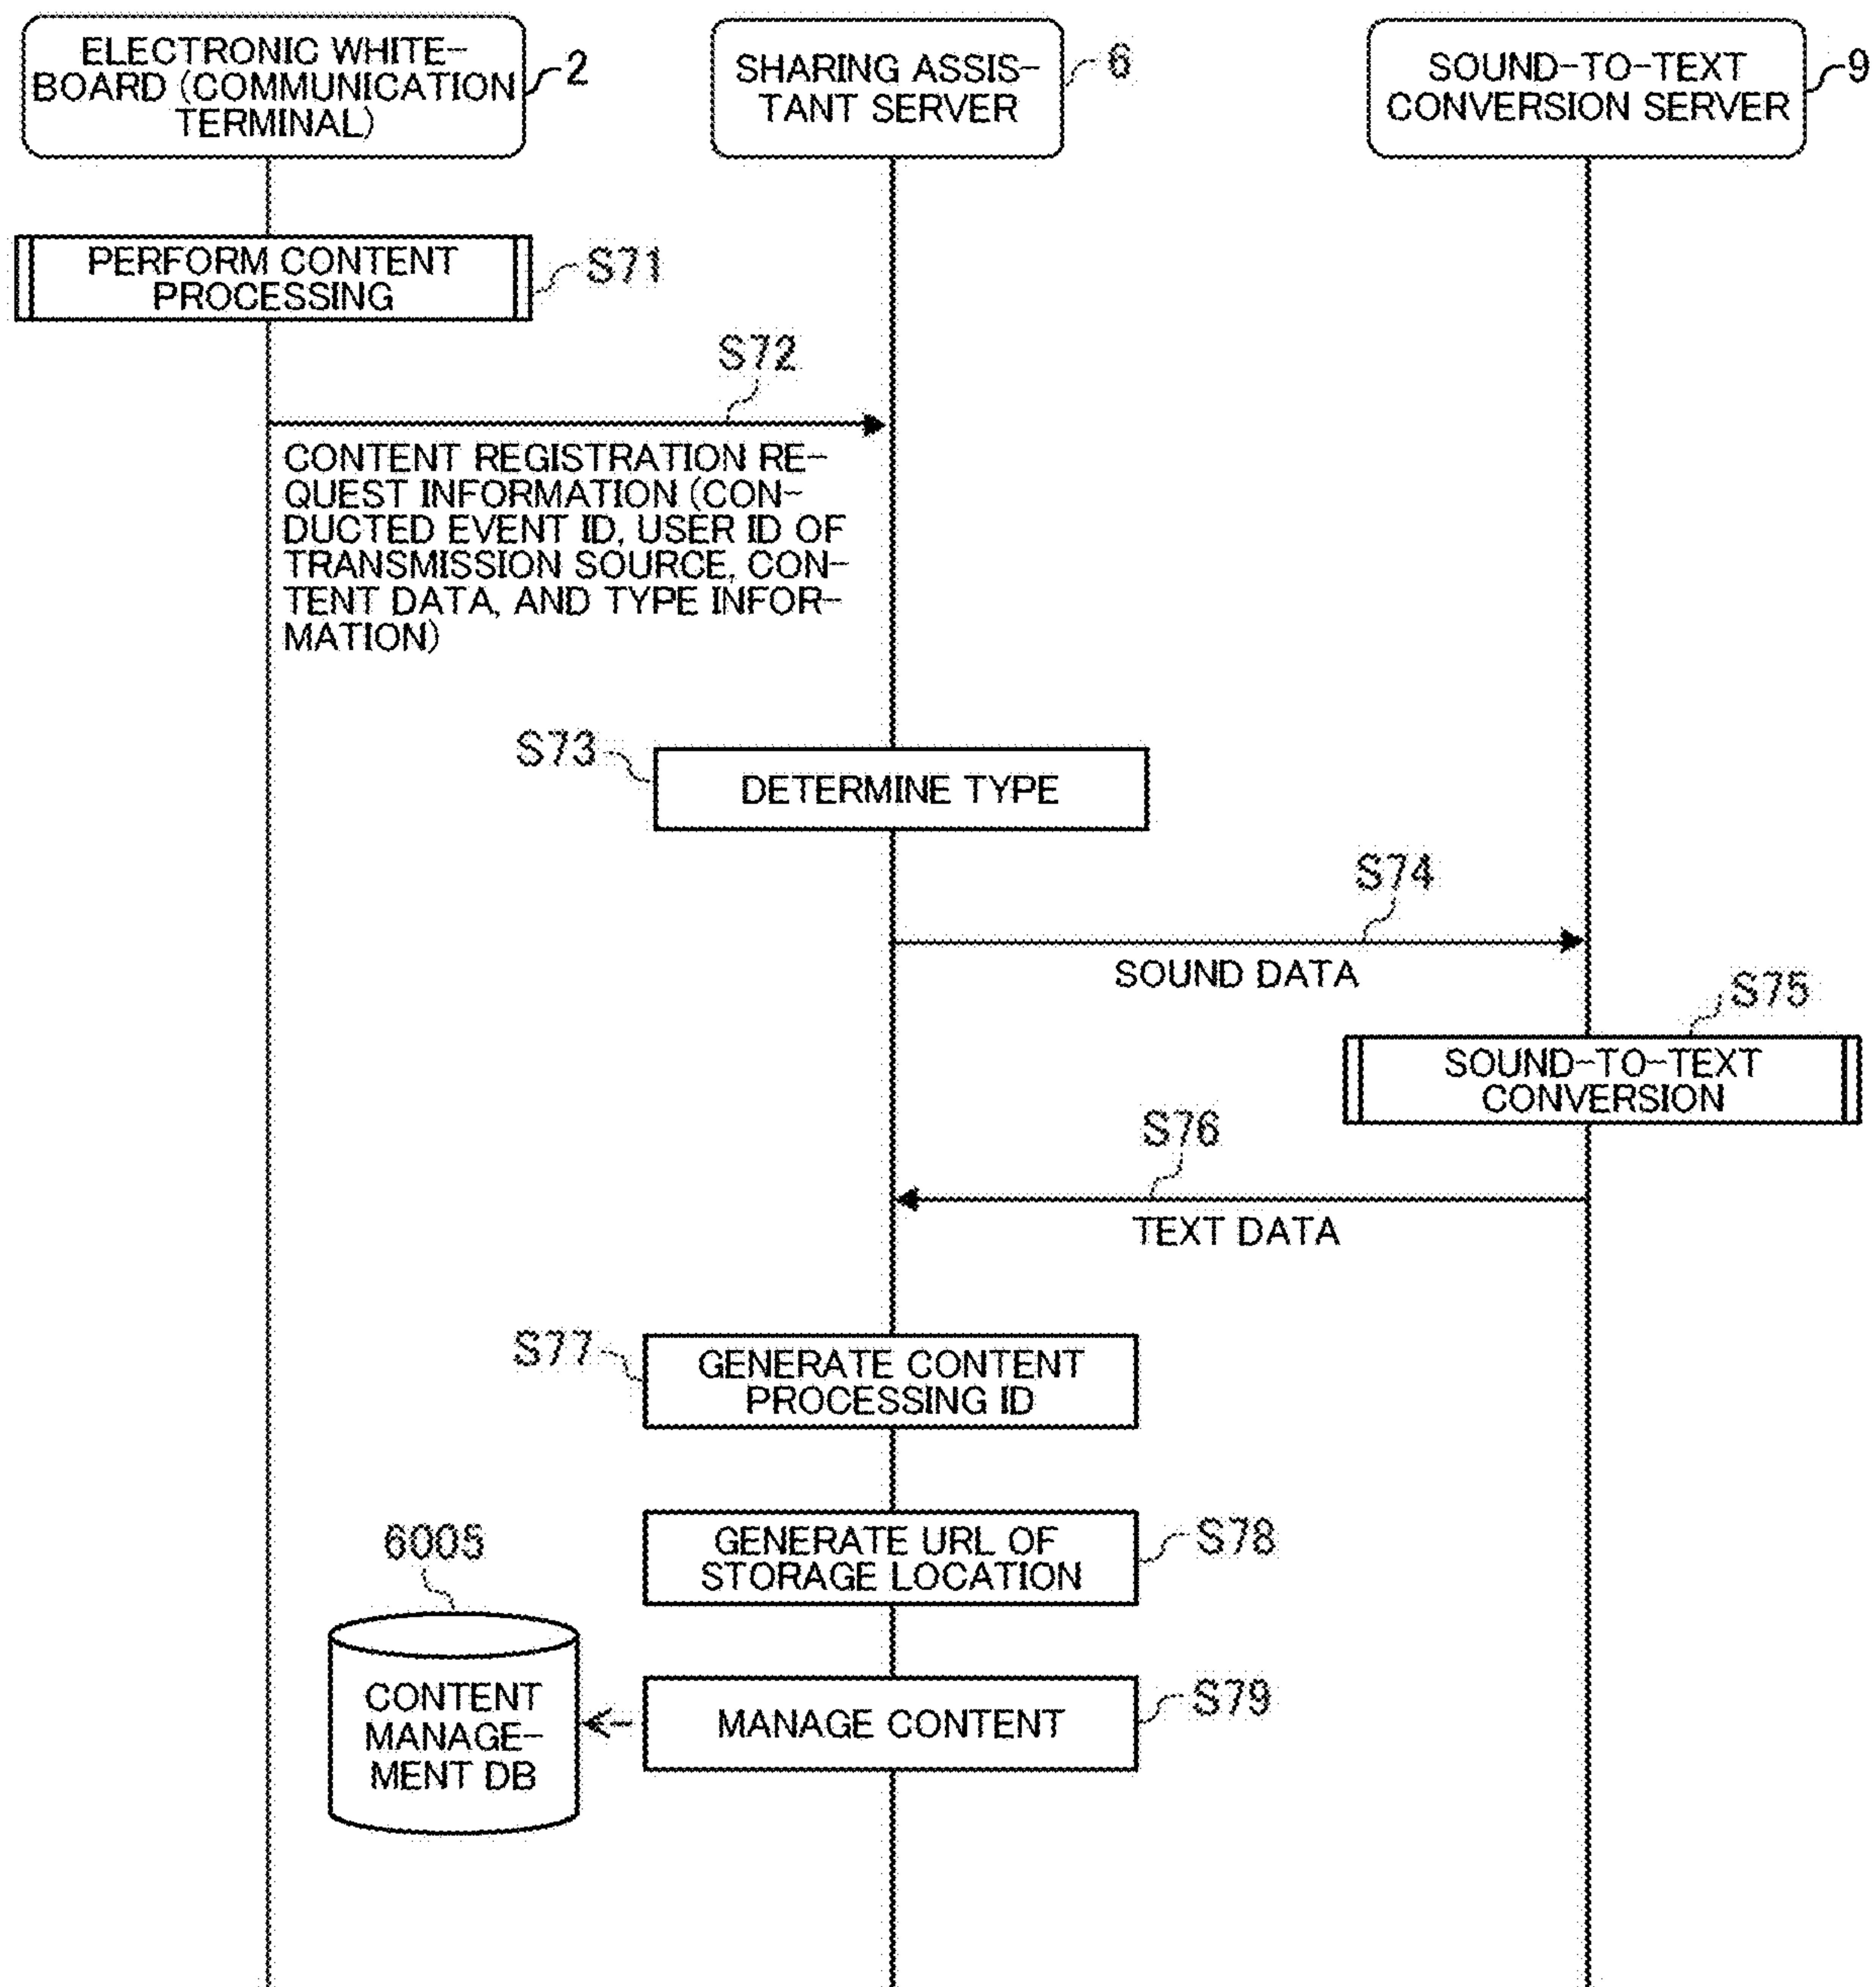 ELECTRONIC WHITE-
BOARD (COMMUNICATION
TERMINAL)
2
SHARING ASSIS-
TANT SERVER
6
SOUND-TO-TEXT
CONVERSION SERVER
9
PERFORM CONTENT
PROCESSING
S71
S72
CONTENT REGISTRATION RE-
QUEST INFORMATION (CON-
DUCTED EVENT ID, USER ID OF
TRANSMISSION SOURCE, CON-
TENT DATA, AND TYPE INFOR-
MATION)
S73
DETERMINE TYPE
S74
SOUND DATA
S75
SOUND-TO-TEXT
CONVERSION
S76
TEXT DATA
S77
GENERATE CONTENT
PROCESSING ID
GENERATE URL OF
STORAGE LOCATION
S78
6005
CONTENT
MANAGE-
MENT DB
MANAGE CONTENT
S79